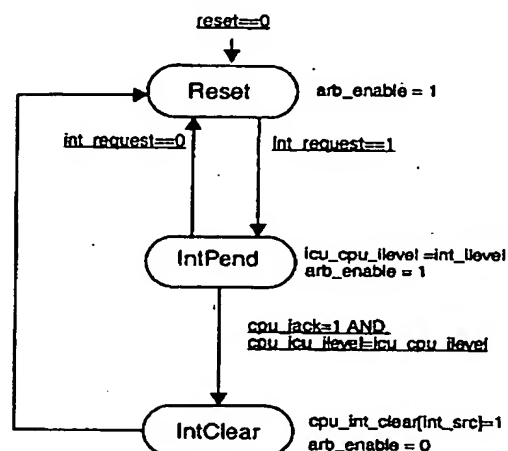 reset==0
Reset
arb_enable = 1
int_request==0
int_request==1
IntPend
icu_cpu_ilevel =int_ilevel
arb_enable = 1
cpu_iack=1 AND
cpu_icu_ilevel=icu_cpu_ilevel
IntClear
cpu_int_clear[int_src]=1
arb_enable = 0